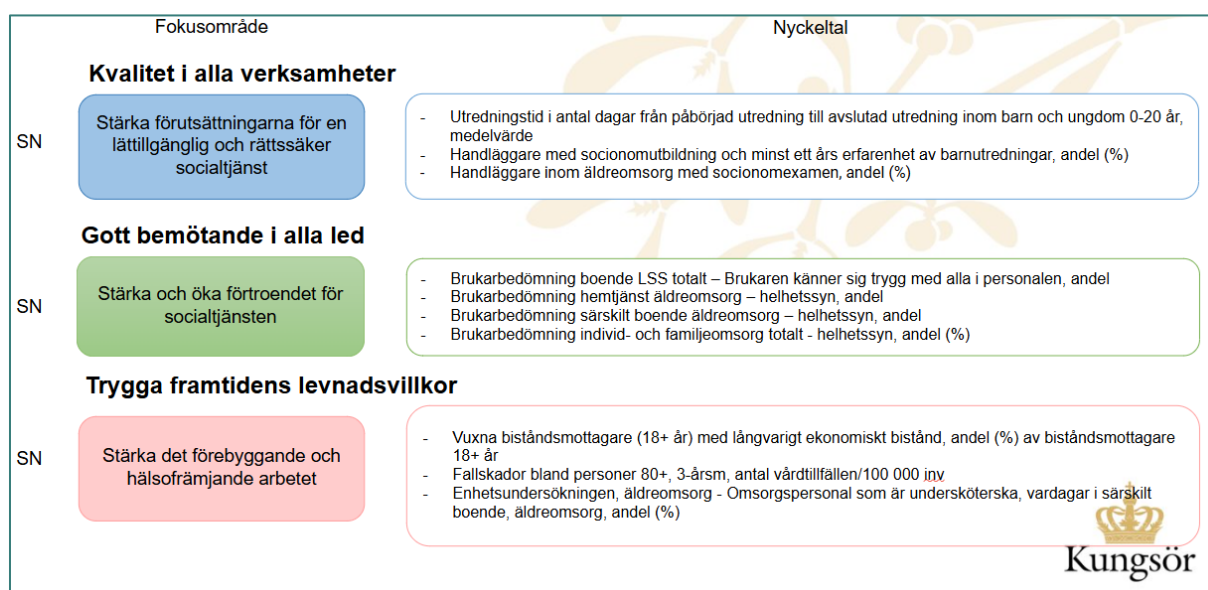 Fokusområde
Nyckeltal
Kvalitet i alla verksamheter
SN
Stärka förutsättningarna för en
lättillgänglig och rättssäker
socialtjänst
- Utredningstid i antal dagar från påbörjad utredning till avslutad utredning inom barn och ungdom 0-20 år,
medelvärde
- Handläggare med socionomutbildning och minst ett års erfarenhet av barnutredningar, andel (%)
- Handläggare inom äldreomsorg med socionomexamen, andel (%)
Gott bemötande i alla led
SN
Stärka och öka förtroendet för
socialtjänsten
- Brukarbedömning boende LSS totalt – Brukaren känner sig trygg med alla i personalen, andel
- Brukarbedömning hemtjänst äldreomsorg – helhetssyn, andel
- Brukarbedömning särskilt boende äldreomsorg – helhetssyn, andel
- Brukarbedömning individ- och familjeomsorg totalt - helhetssyn, andel (%)
Trygga framtidens levnadsvillkor
SN
Stärka det förebyggande och
hälsofrämjande arbetet
- Vuxna biståndsmottagare (18+ år) med långvarigt ekonomiskt bistånd, andel (%) av biståndsmottagare
18+ år
- Fallskador bland personer 80+, 3-årsm, antal vårdtillfällen/100 000 inv
- Enhetsundersökningen, äldreomsorg - Omsorgspersonal som är undersköterska, vardagar i särskilt
boende, äldreomsorg, andel (%)
Kungsör